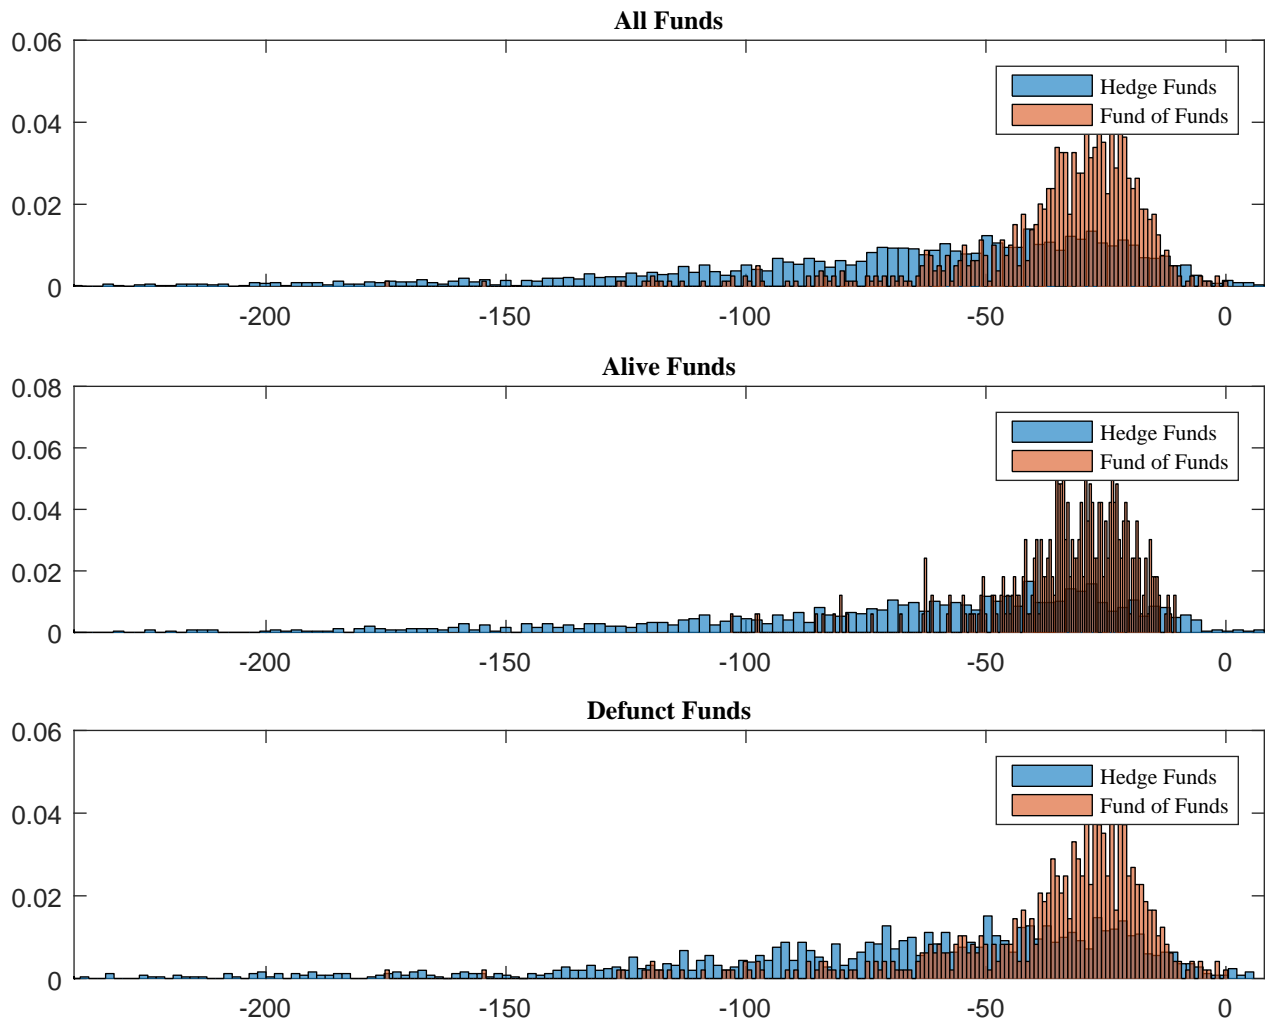 All Funds
0.06
0.04
0.02
0
Hedge Funds
Fund of Funds
-200 -150 -100 -50 0
Alive Funds
0.08
0.06
0.04
0.02
0
Hedge Funds
Fund of Funds
-200 -150 -100 -50 0
Defunct Funds
0.06
0.04
0.02
0
Hedge Funds
Fund of Funds
-200 -150 -100 -50 0